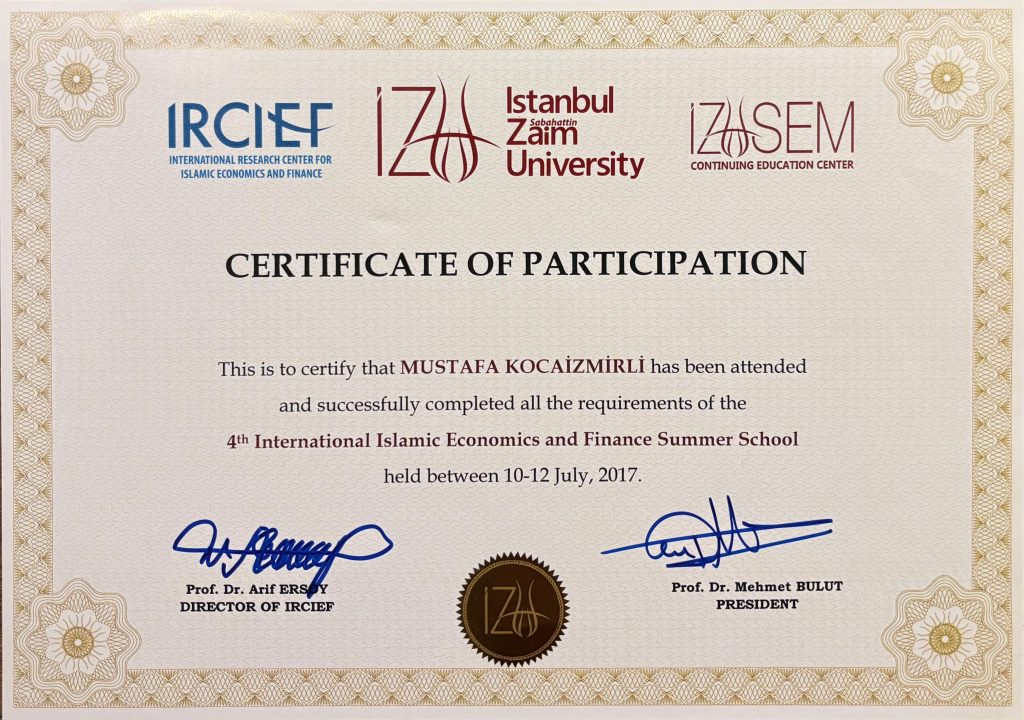 IRCIEF
INTERNATIONAL RESEARCH CENTER FOR
ISLAMIC ECONOMICS AND FINANCE
İZÜ
Istanbul
Sabahattin
Zaim
University
İZÜSEM
CONTINUING EDUCATION CENTER
CERTIFICATE OF PARTICIPATION
This is to certify that MUSTAFA KOCAİZMİRLİ has been attended
and successfully completed all the requirements of the
4th International Islamic Economics and Finance Summer School
held between 10-12 July, 2017.
Prof. Dr. Arif ERSOY
DIRECTOR OF IRCIEF
Prof. Dr. Mehmet BULUT
PRESIDENT
İZÜ